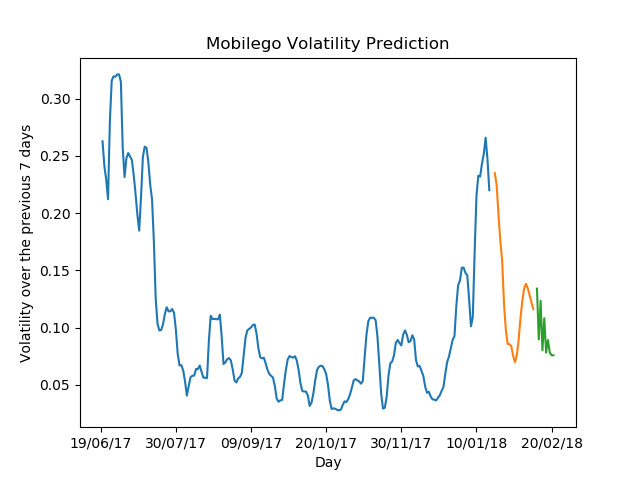 Mobilego Volatility Prediction
Volatility over the previous 7 days
0.30
0.25
0.20
0.15
0.10
0.05
19/06/17 30/07/17 09/09/17 20/10/17 30/11/17 10/01/18 20/02/18
Day